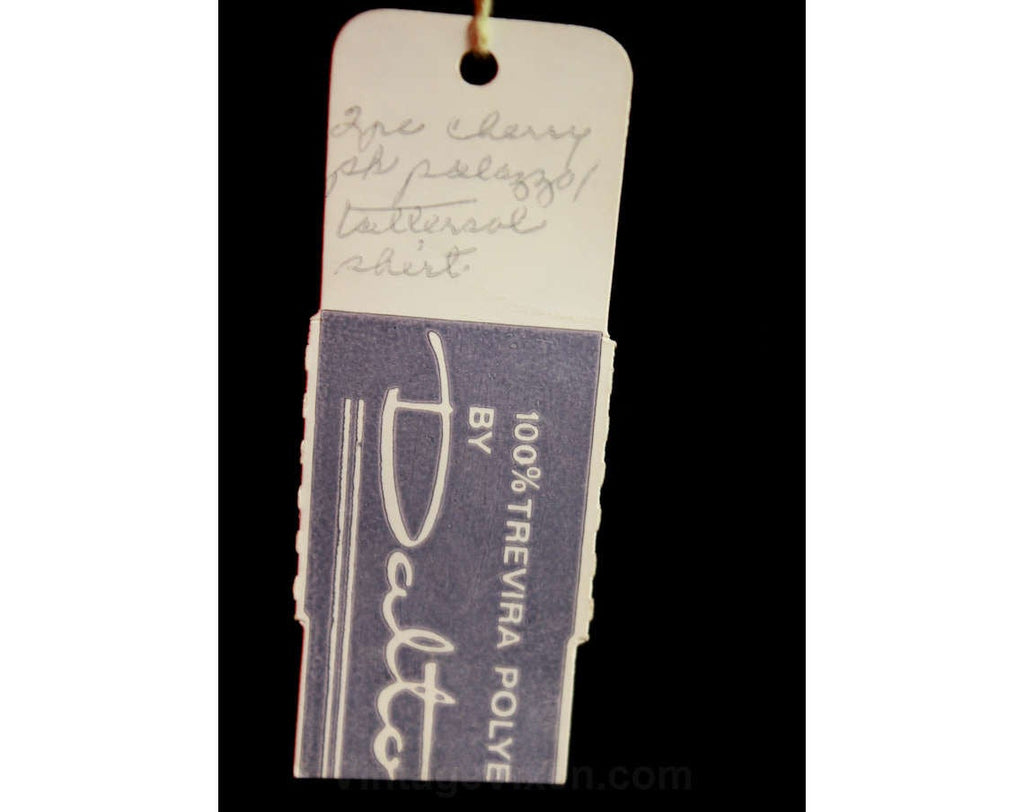 2pc cherry
pk palazzo/
tattersol
shirt
100% TREVIRA POLYE
BY
Dalto
vintagevixen.com